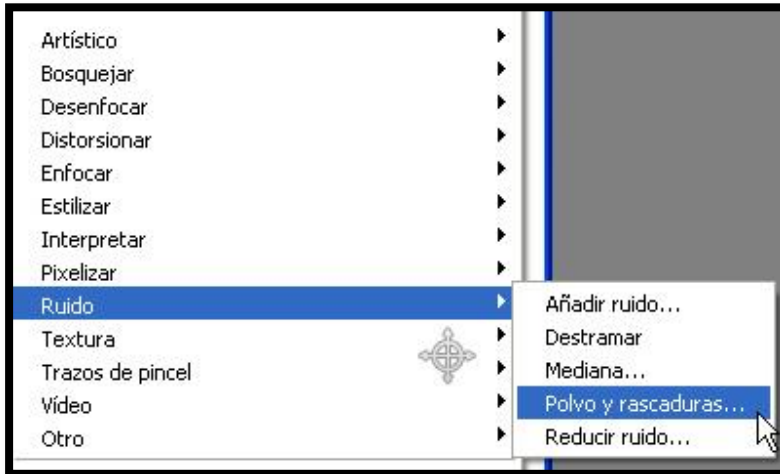 Artístico
Bosquejar
Desenfocar
Distorsionar
Enfocar
Estilizar
Interpretar
Pixelizar
Ruido
Textura
Trazos de pincel
Vídeo
Otro
Añadir ruido...
Destramar
Mediana...
Polvo y rascaduras...
Reducir ruido...